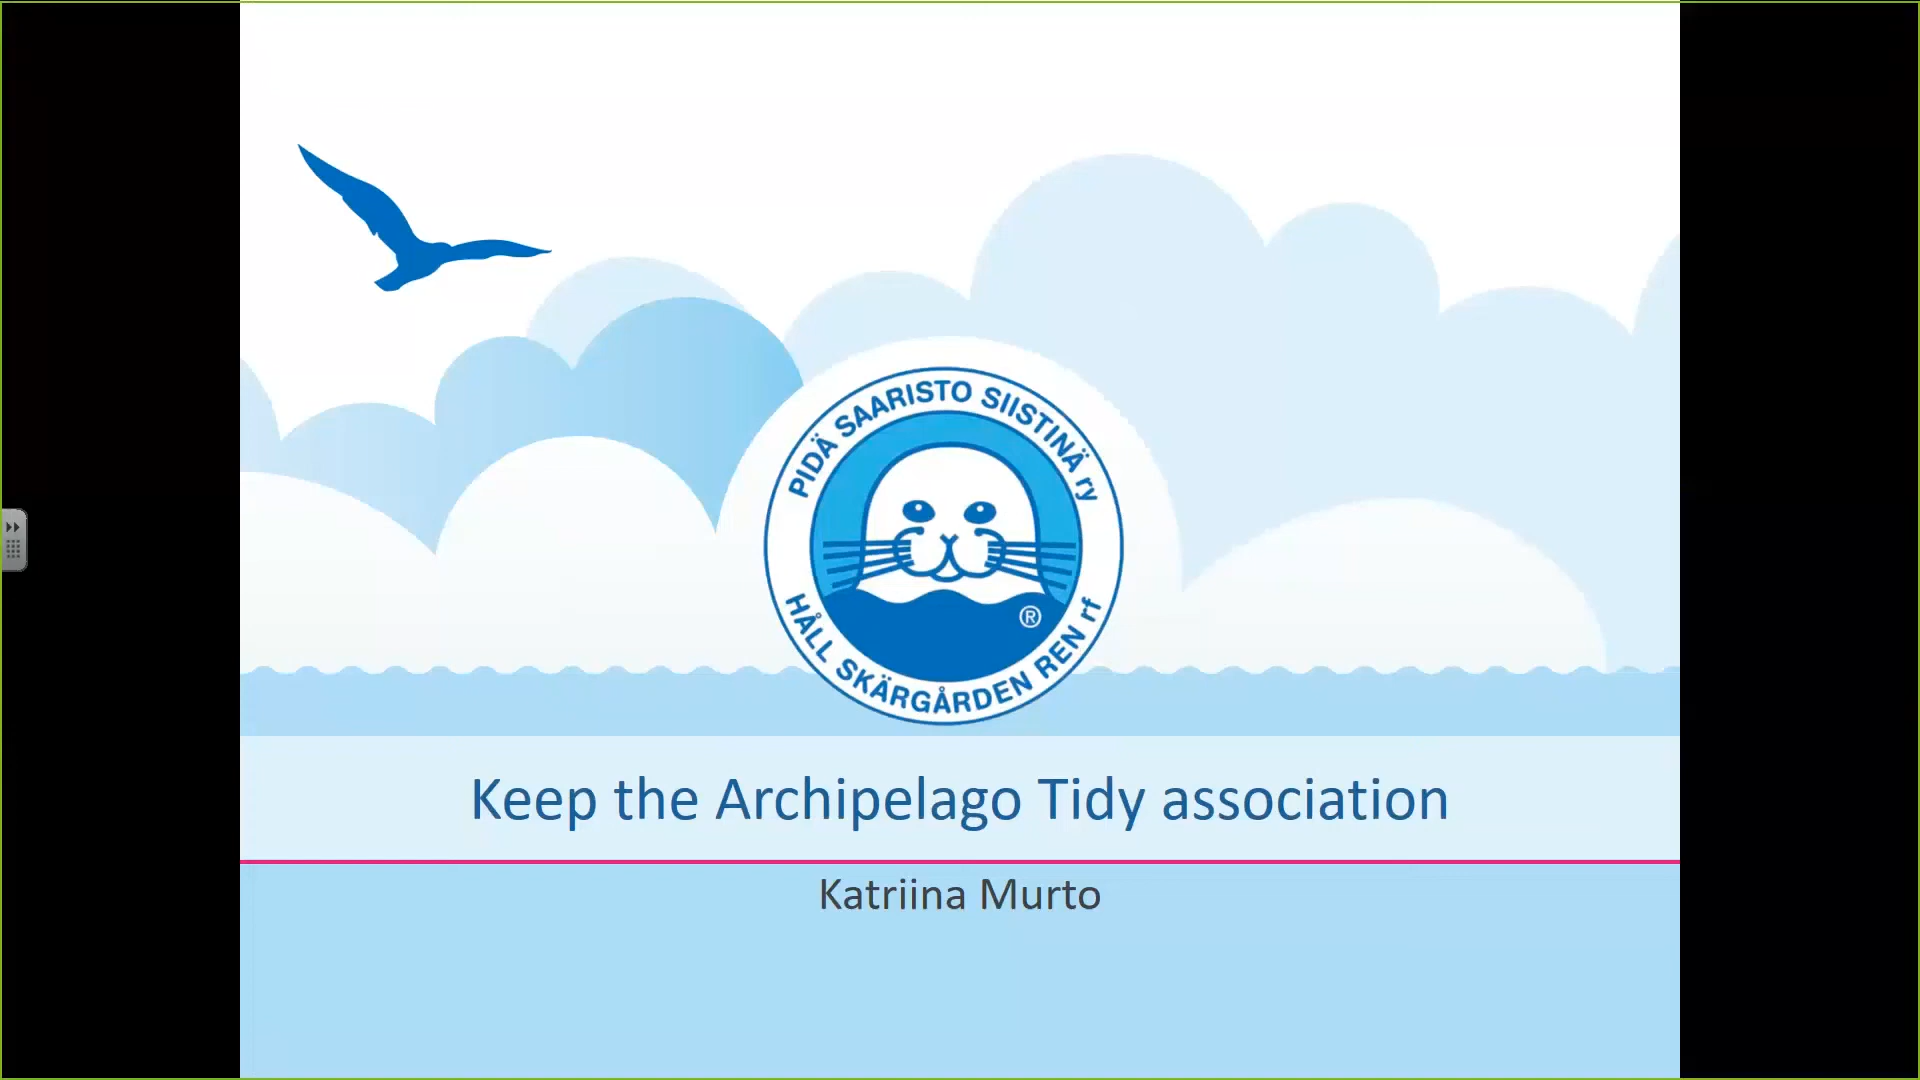 PIDÄ SAARISTO SIISTINÄ ry
HÅLL SKÄRGÅRDEN REN rf
®
Keep the Archipelago Tidy association
Katriina Murto